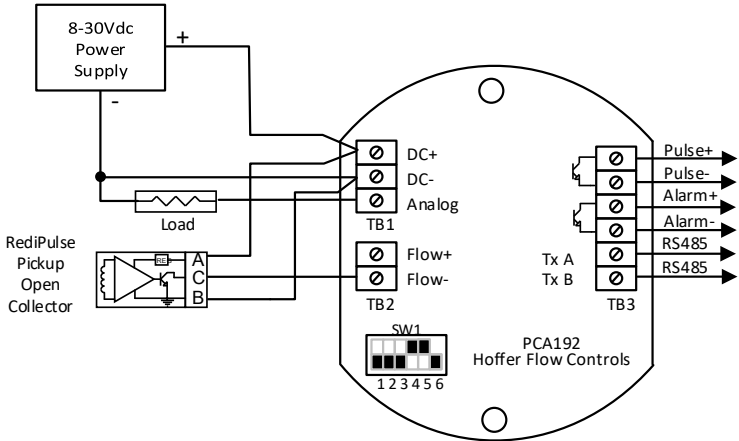 8-30Vdc
Power
Supply
+
-
Load
RediPulse
Pickup
Open
Collector
A
C
B
DC+
DC-
Analog
TB1
Flow+
Flow-
TB2
SW1
1 2 3 4 5 6
PCA192
Hoffer Flow Controls
Pulse+
Pulse-
Alarm+
Alarm-
RS485
RS485
Tx A
Tx B
TB3